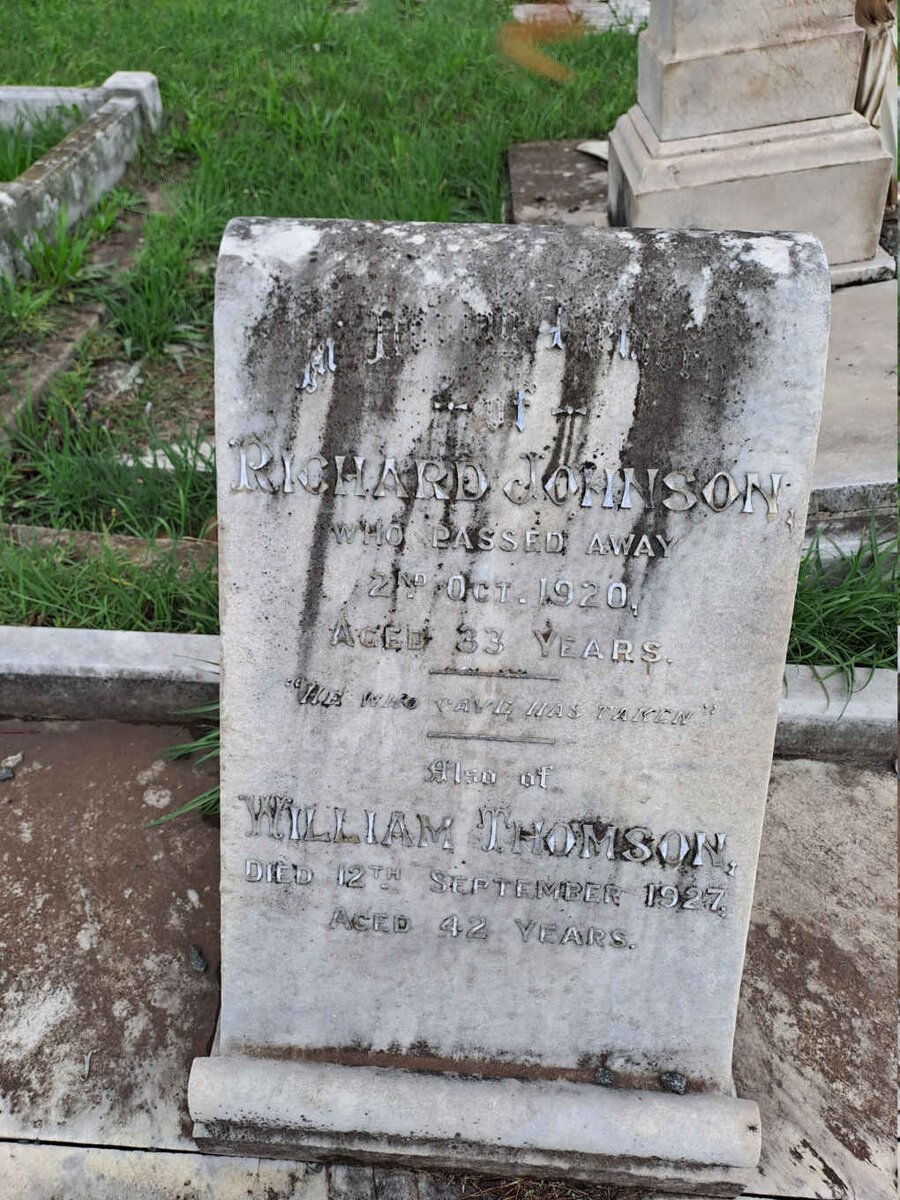 In
of
RICHARD JOHNSON,
WHO PASSED AWAY
2ND OCT. 1920,
AGED 33 YEARS.
"HE WHO GAVE HAS TAKEN"
Also of
WILLIAM THOMSON,
DIED 12TH SEPTEMBER 1927,
AGED 42 YEARS.